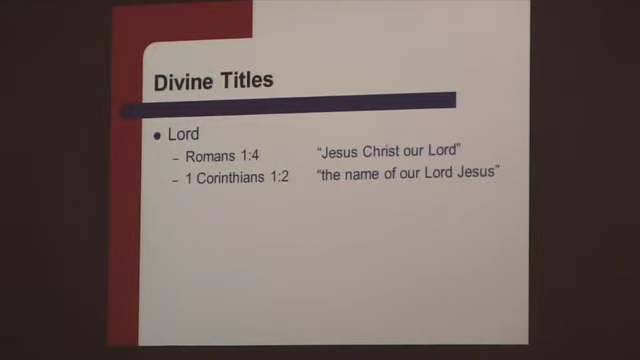 Divine Titles
• Lord
– Romans 1:4 “Jesus Christ our Lord”
– 1 Corinthians 1:2 “the name of our Lord Jesus”